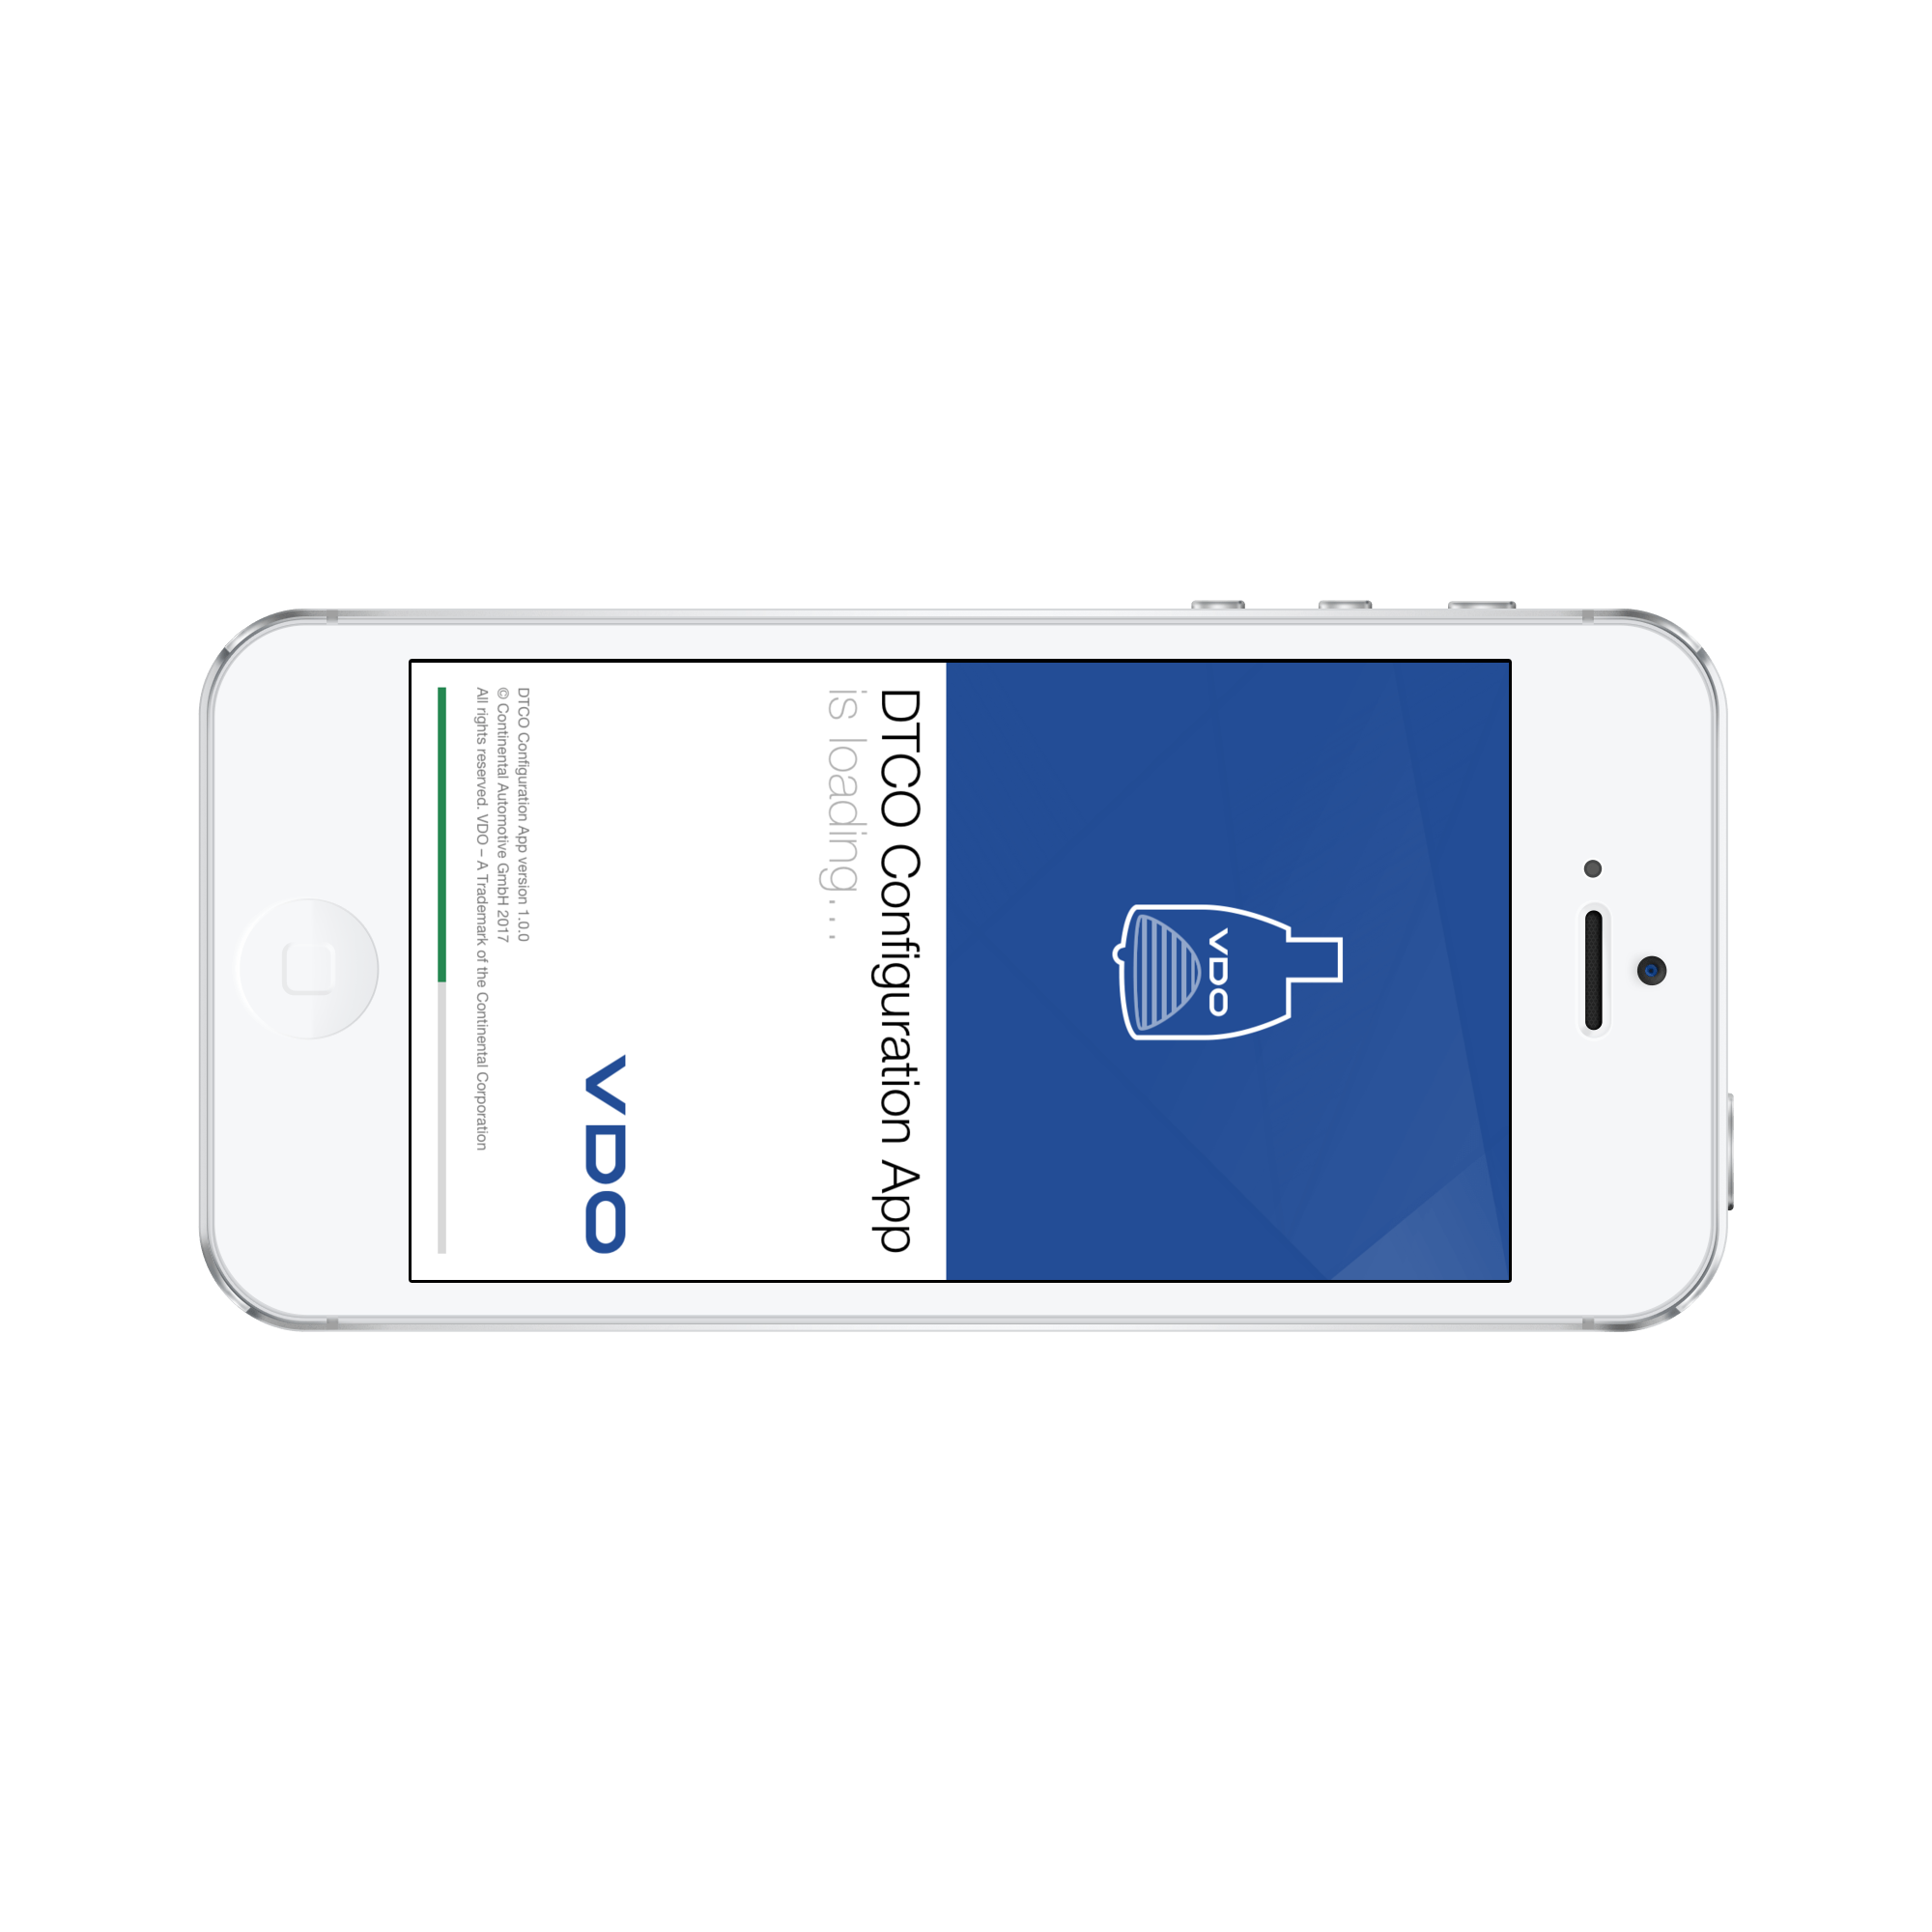 VDO
DTCO Configuration App
is loading...
VDO
DTCO Configuration App version 1.0.0
© Continental Automotive GmbH 2017
All rights reserved. VDO – A Trademark of the Continental Corporation